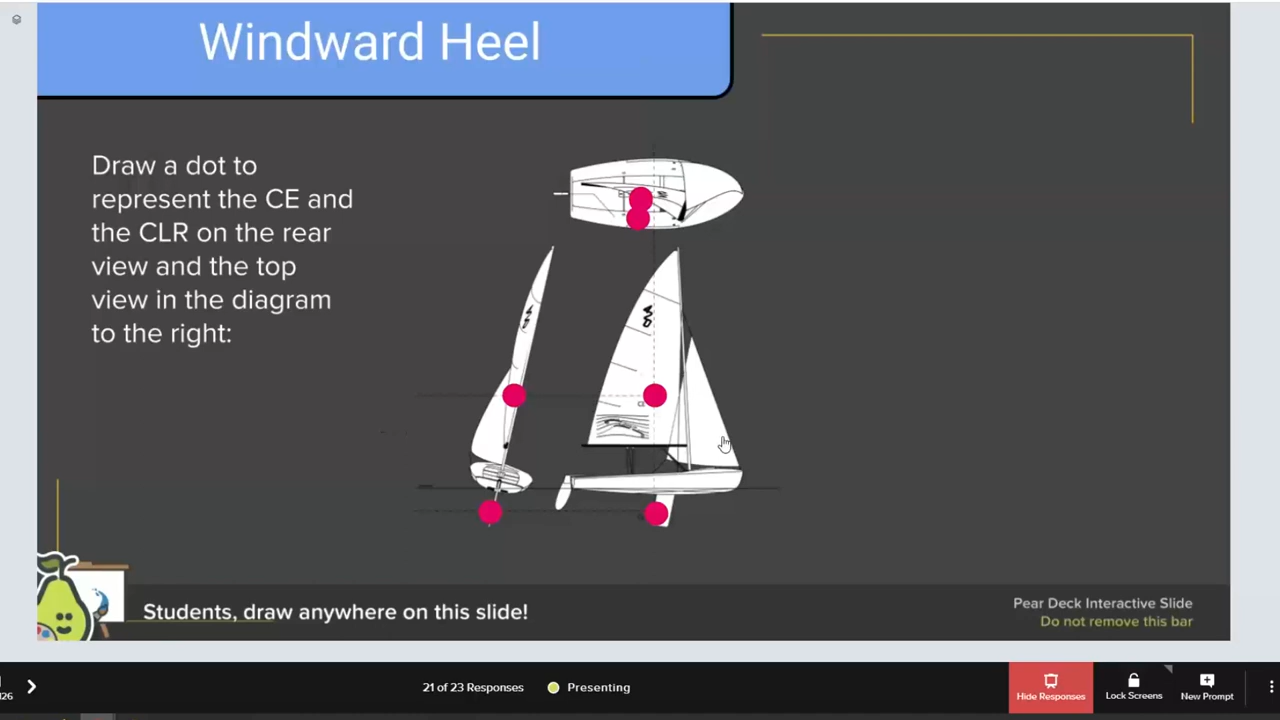 Windward Heel
Draw a dot to
represent the CE and
the CLR on the rear
view and the top
view in the diagram
to the right:
Students, draw anywhere on this slide!
Pear Deck Interactive Slide
Do not remove this bar
21 of 23 Responses
Presenting
Hide Responses
Lock Screens
New Prompt